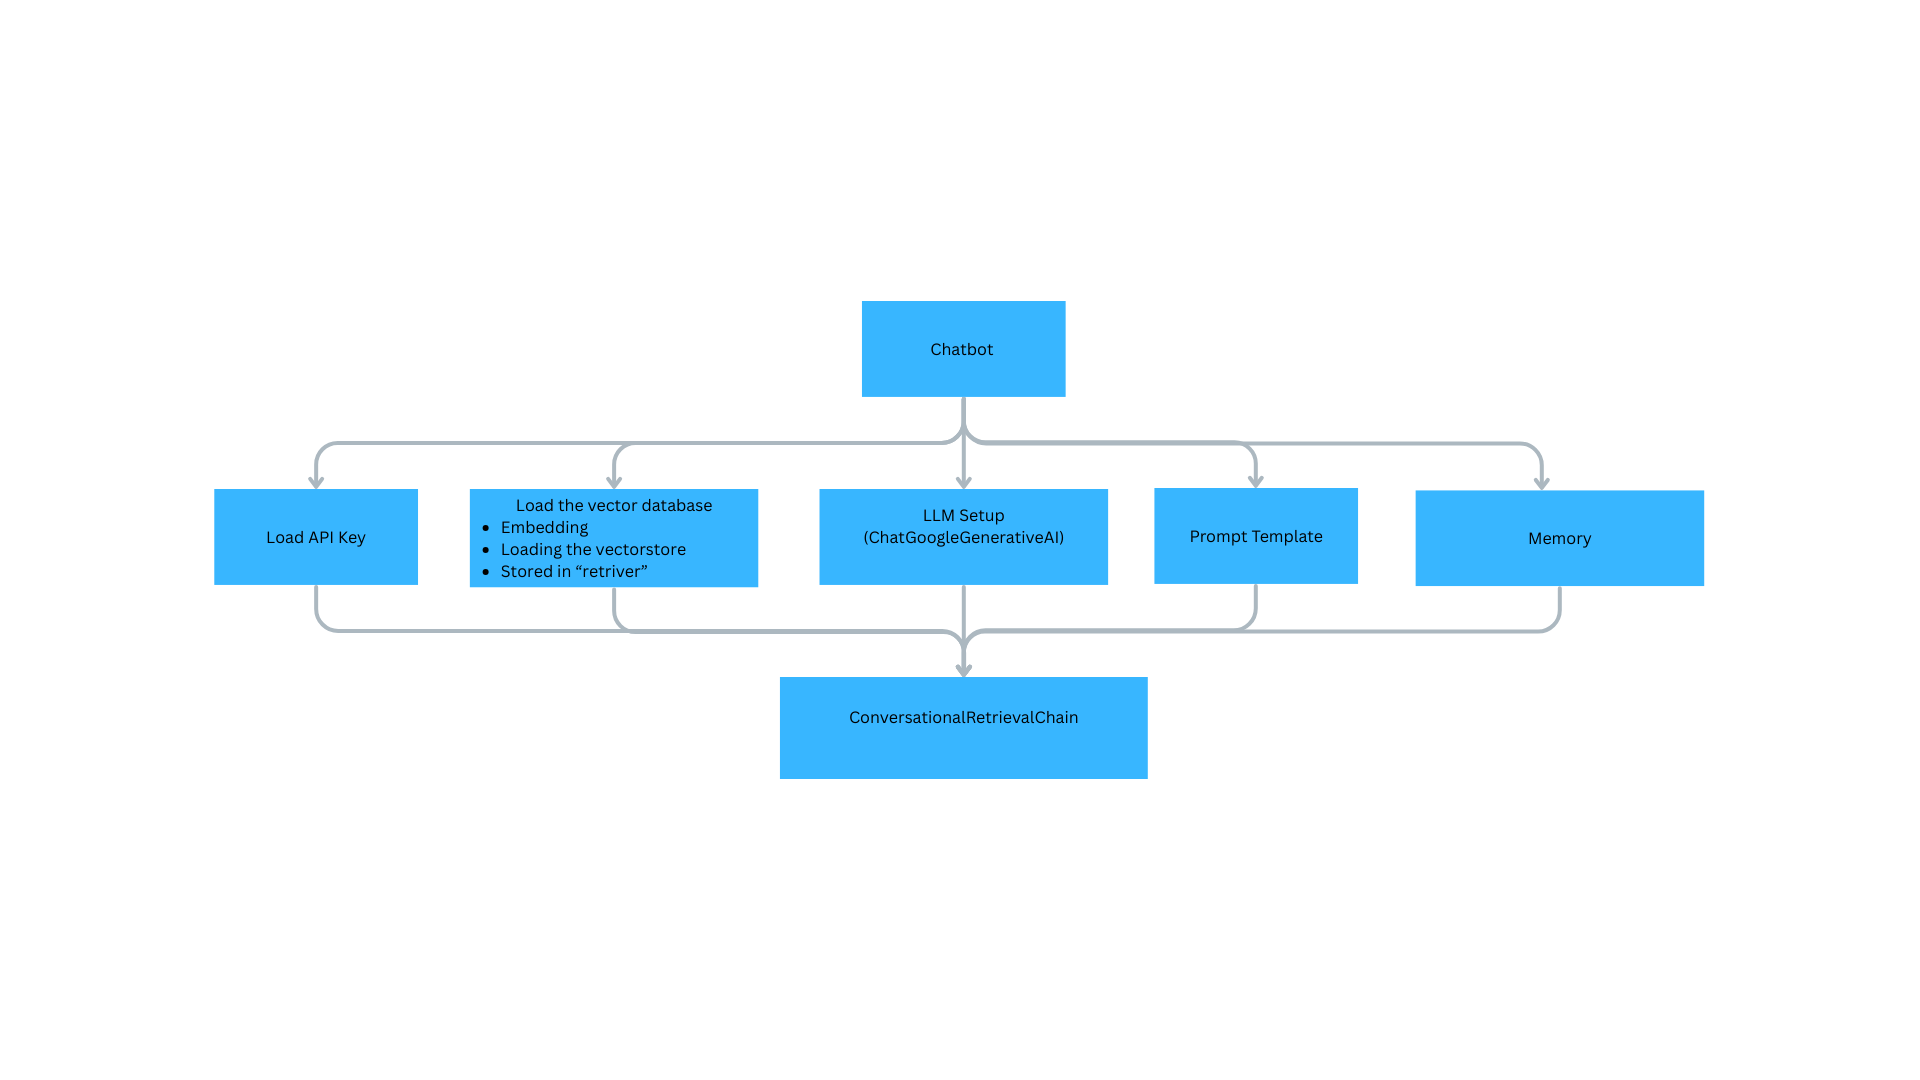 Chatbot
Load API Key
Load the vector database
• Embedding
• Loading the vectorstore
• Stored in “retriver”
LLM Setup
(ChatGoogleGenerativeAI)
Prompt Template
Memory
ConversationalRetrievalChain